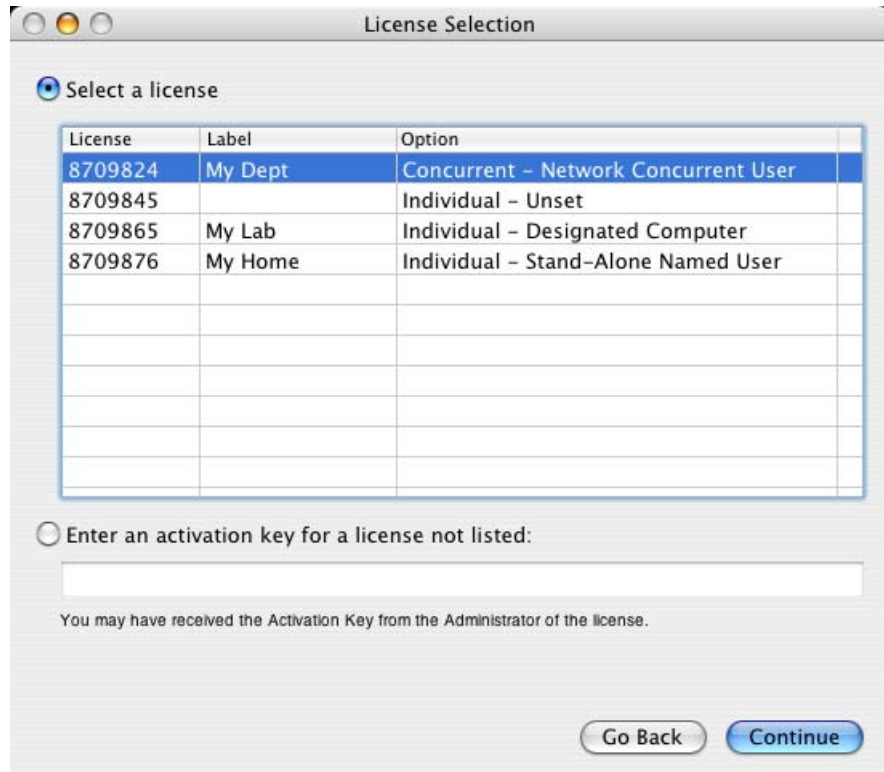 License Selection
Select a license
License Label Option
8709824 My Dept Concurrent – Network Concurrent User
8709845 Individual – Unset
8709865 My Lab Individual – Designated Computer
8709876 My Home Individual – Stand-Alone Named User
Enter an activation key for a license not listed:
You may have received the Activation Key from the Administrator of the license.
Go Back Continue